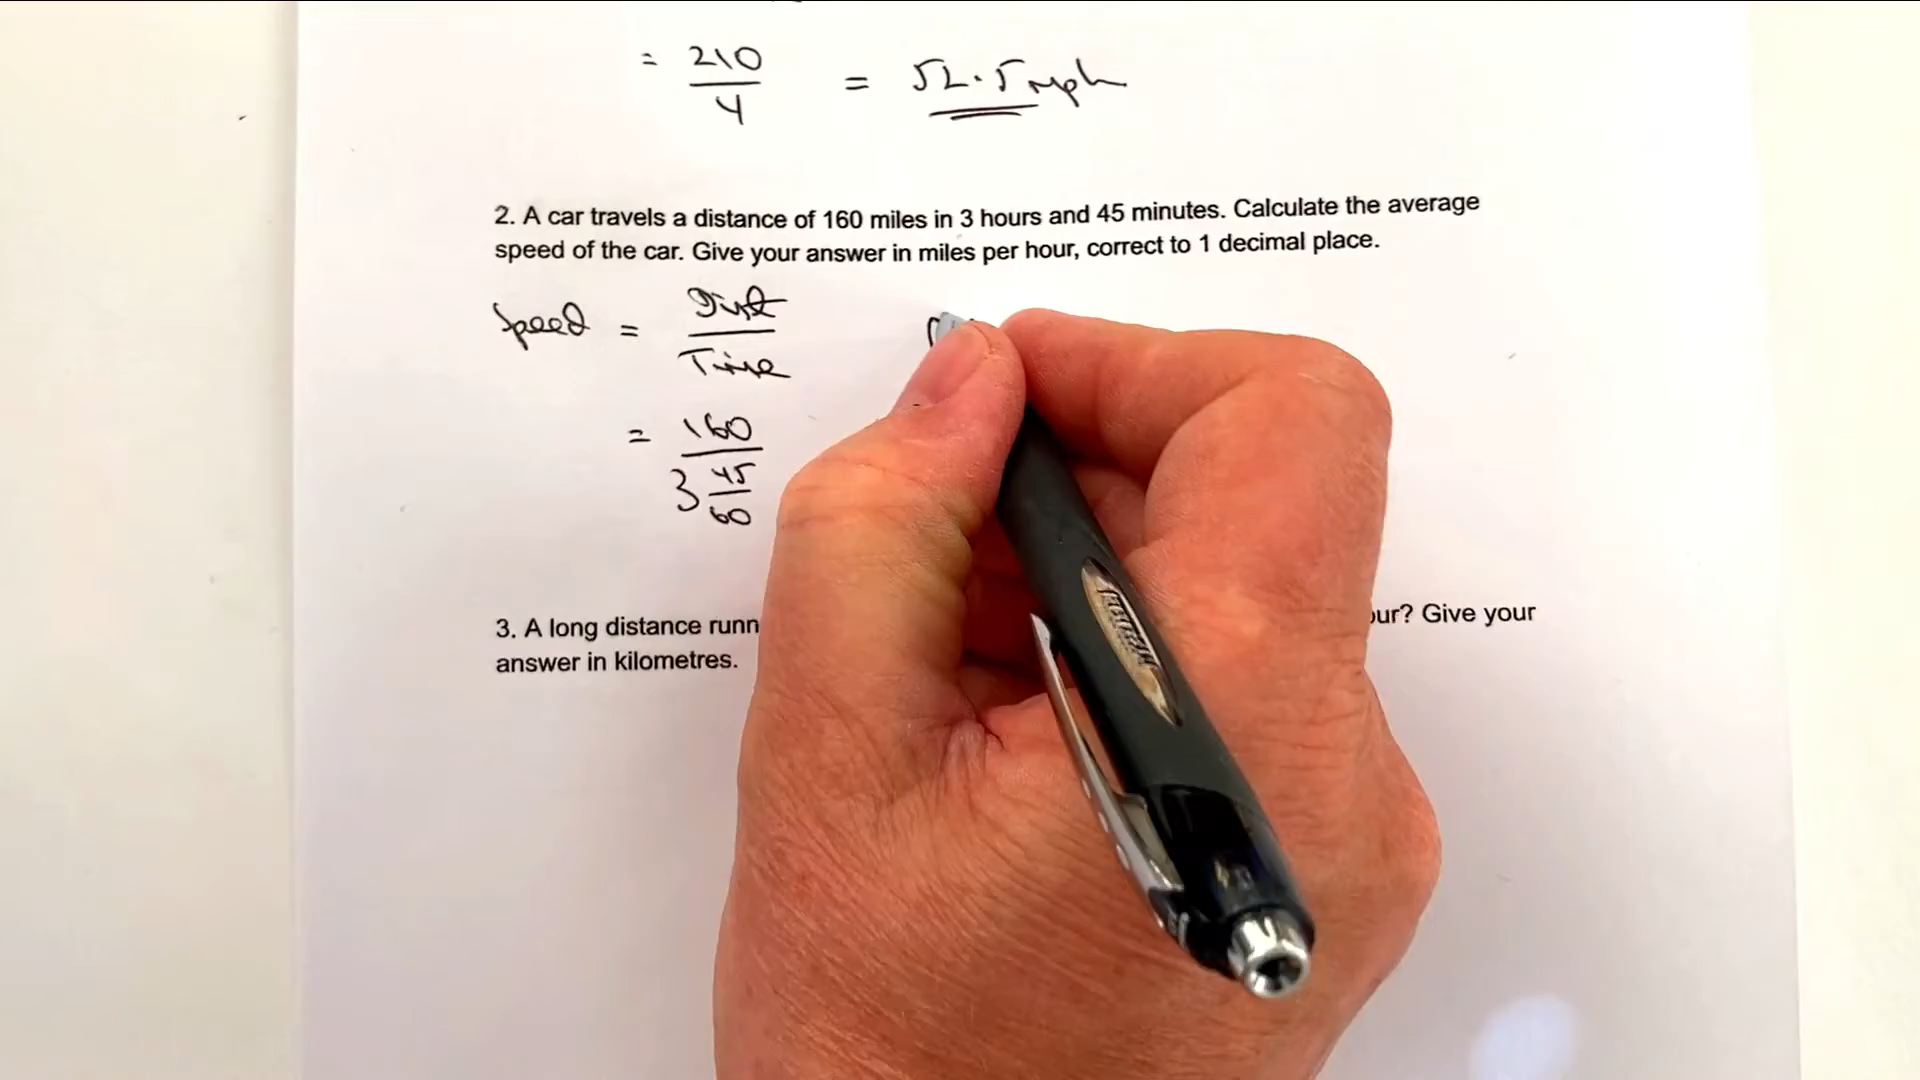 = 210/4 = 52.5 mph
2. A car travels a distance of 160 miles in 3 hours and 45 minutes. Calculate the average
speed of the car. Give your answer in miles per hour, correct to 1 decimal place.
Speed = Dist/Time
= 160/3 45/60
3. A long distance runn
our? Give your
answer in kilometres.